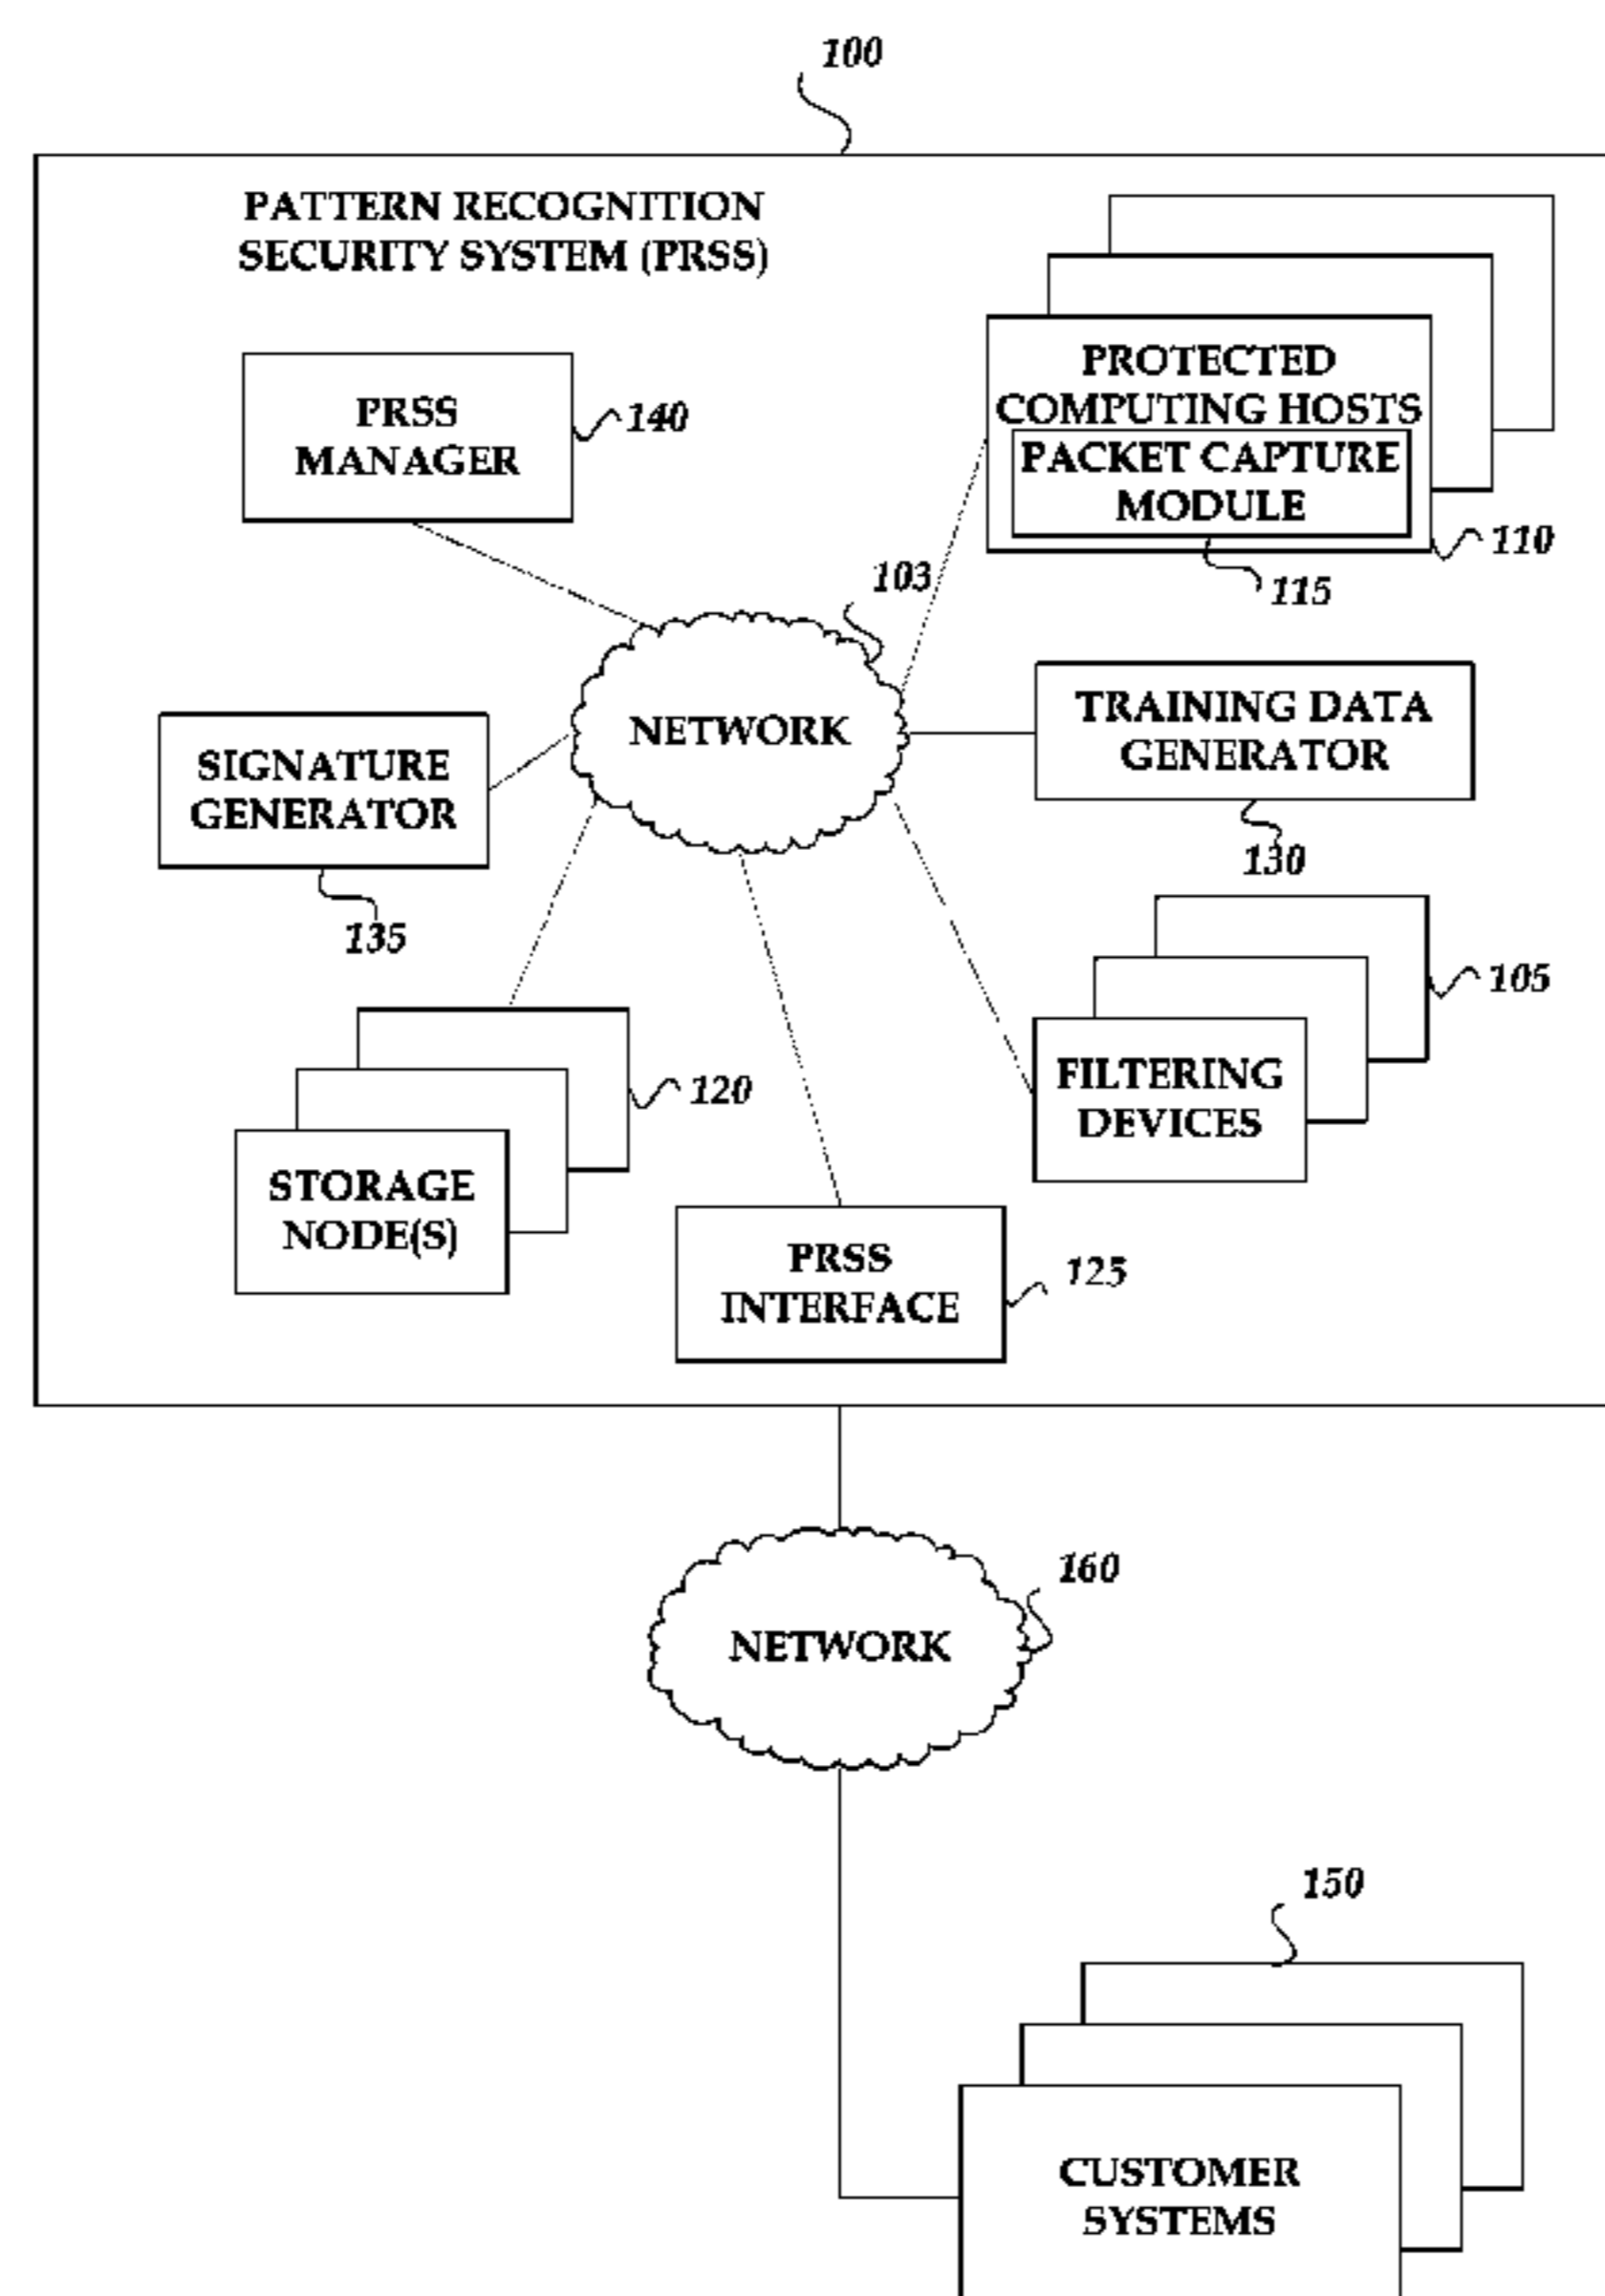 100
PATTERN RECOGNITION
SECURITY SYSTEM (PRSS)
PRSS
MANAGER
140
PROTECTED
COMPUTING HOSTS
PACKET CAPTURE
MODULE
110
115
103
NETWORK
TRAINING DATA
GENERATOR
130
SIGNATURE
GENERATOR
135
105
FILTERING
DEVICES
120
STORAGE
NODE(S)
PRSS
INTERFACE
125
160
NETWORK
150
CUSTOMER
SYSTEMS